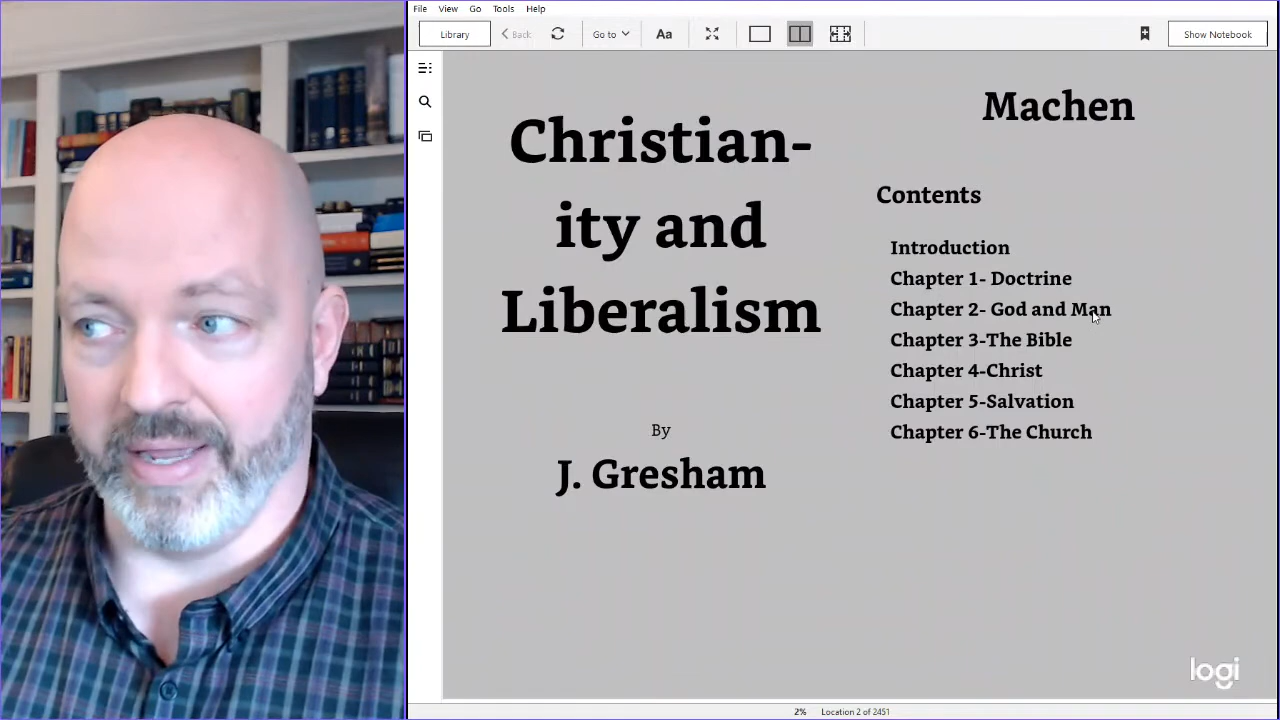 File View Go Tools Help
Library Back Go to Aa Show Notebook
Christian-
ity and
Liberalism
By
J. Gresham
Machen
Contents
Introduction
Chapter 1- Doctrine
Chapter 2- God and Man
Chapter 3-The Bible
Chapter 4-Christ
Chapter 5-Salvation
Chapter 6-The Church
logi
2% Location 2 of 2451